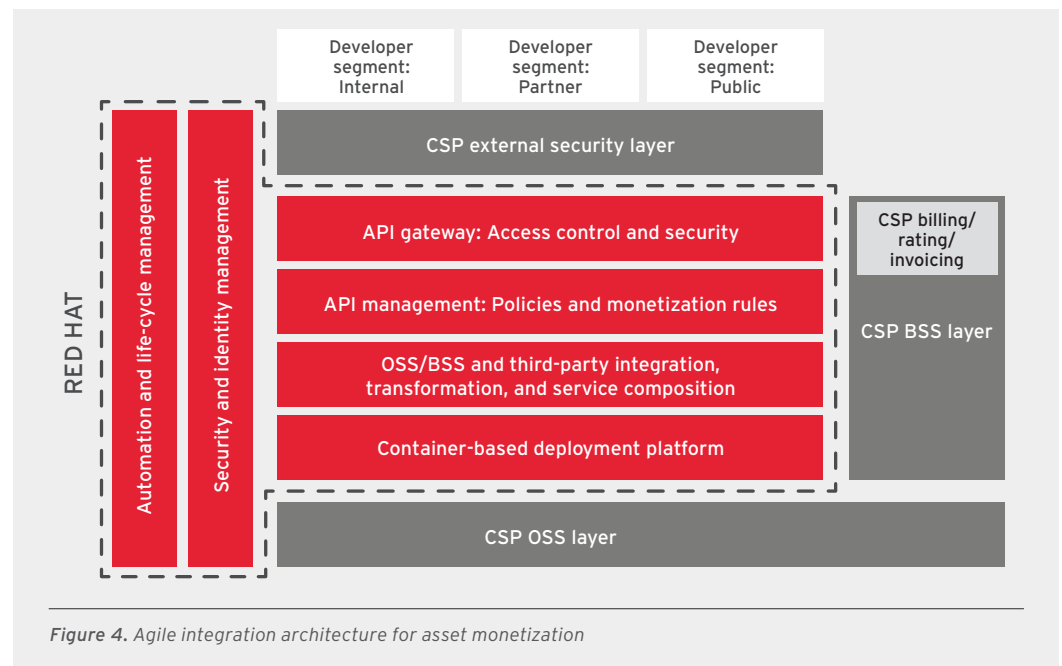 Developer
segment:
Internal
Developer
segment:
Partner
Developer
segment:
Public
RED HAT
Automation and life-cycle management
Security and identity management
CSP external security layer
API gateway: Access control and security
API management: Policies and monetization rules
OSS/BSS and third-party integration,
transformation, and service composition
Container-based deployment platform
CSP billing/
rating/
invoicing
CSP BSS layer
CSP OSS layer
Figure 4. Agile integration architecture for asset monetization